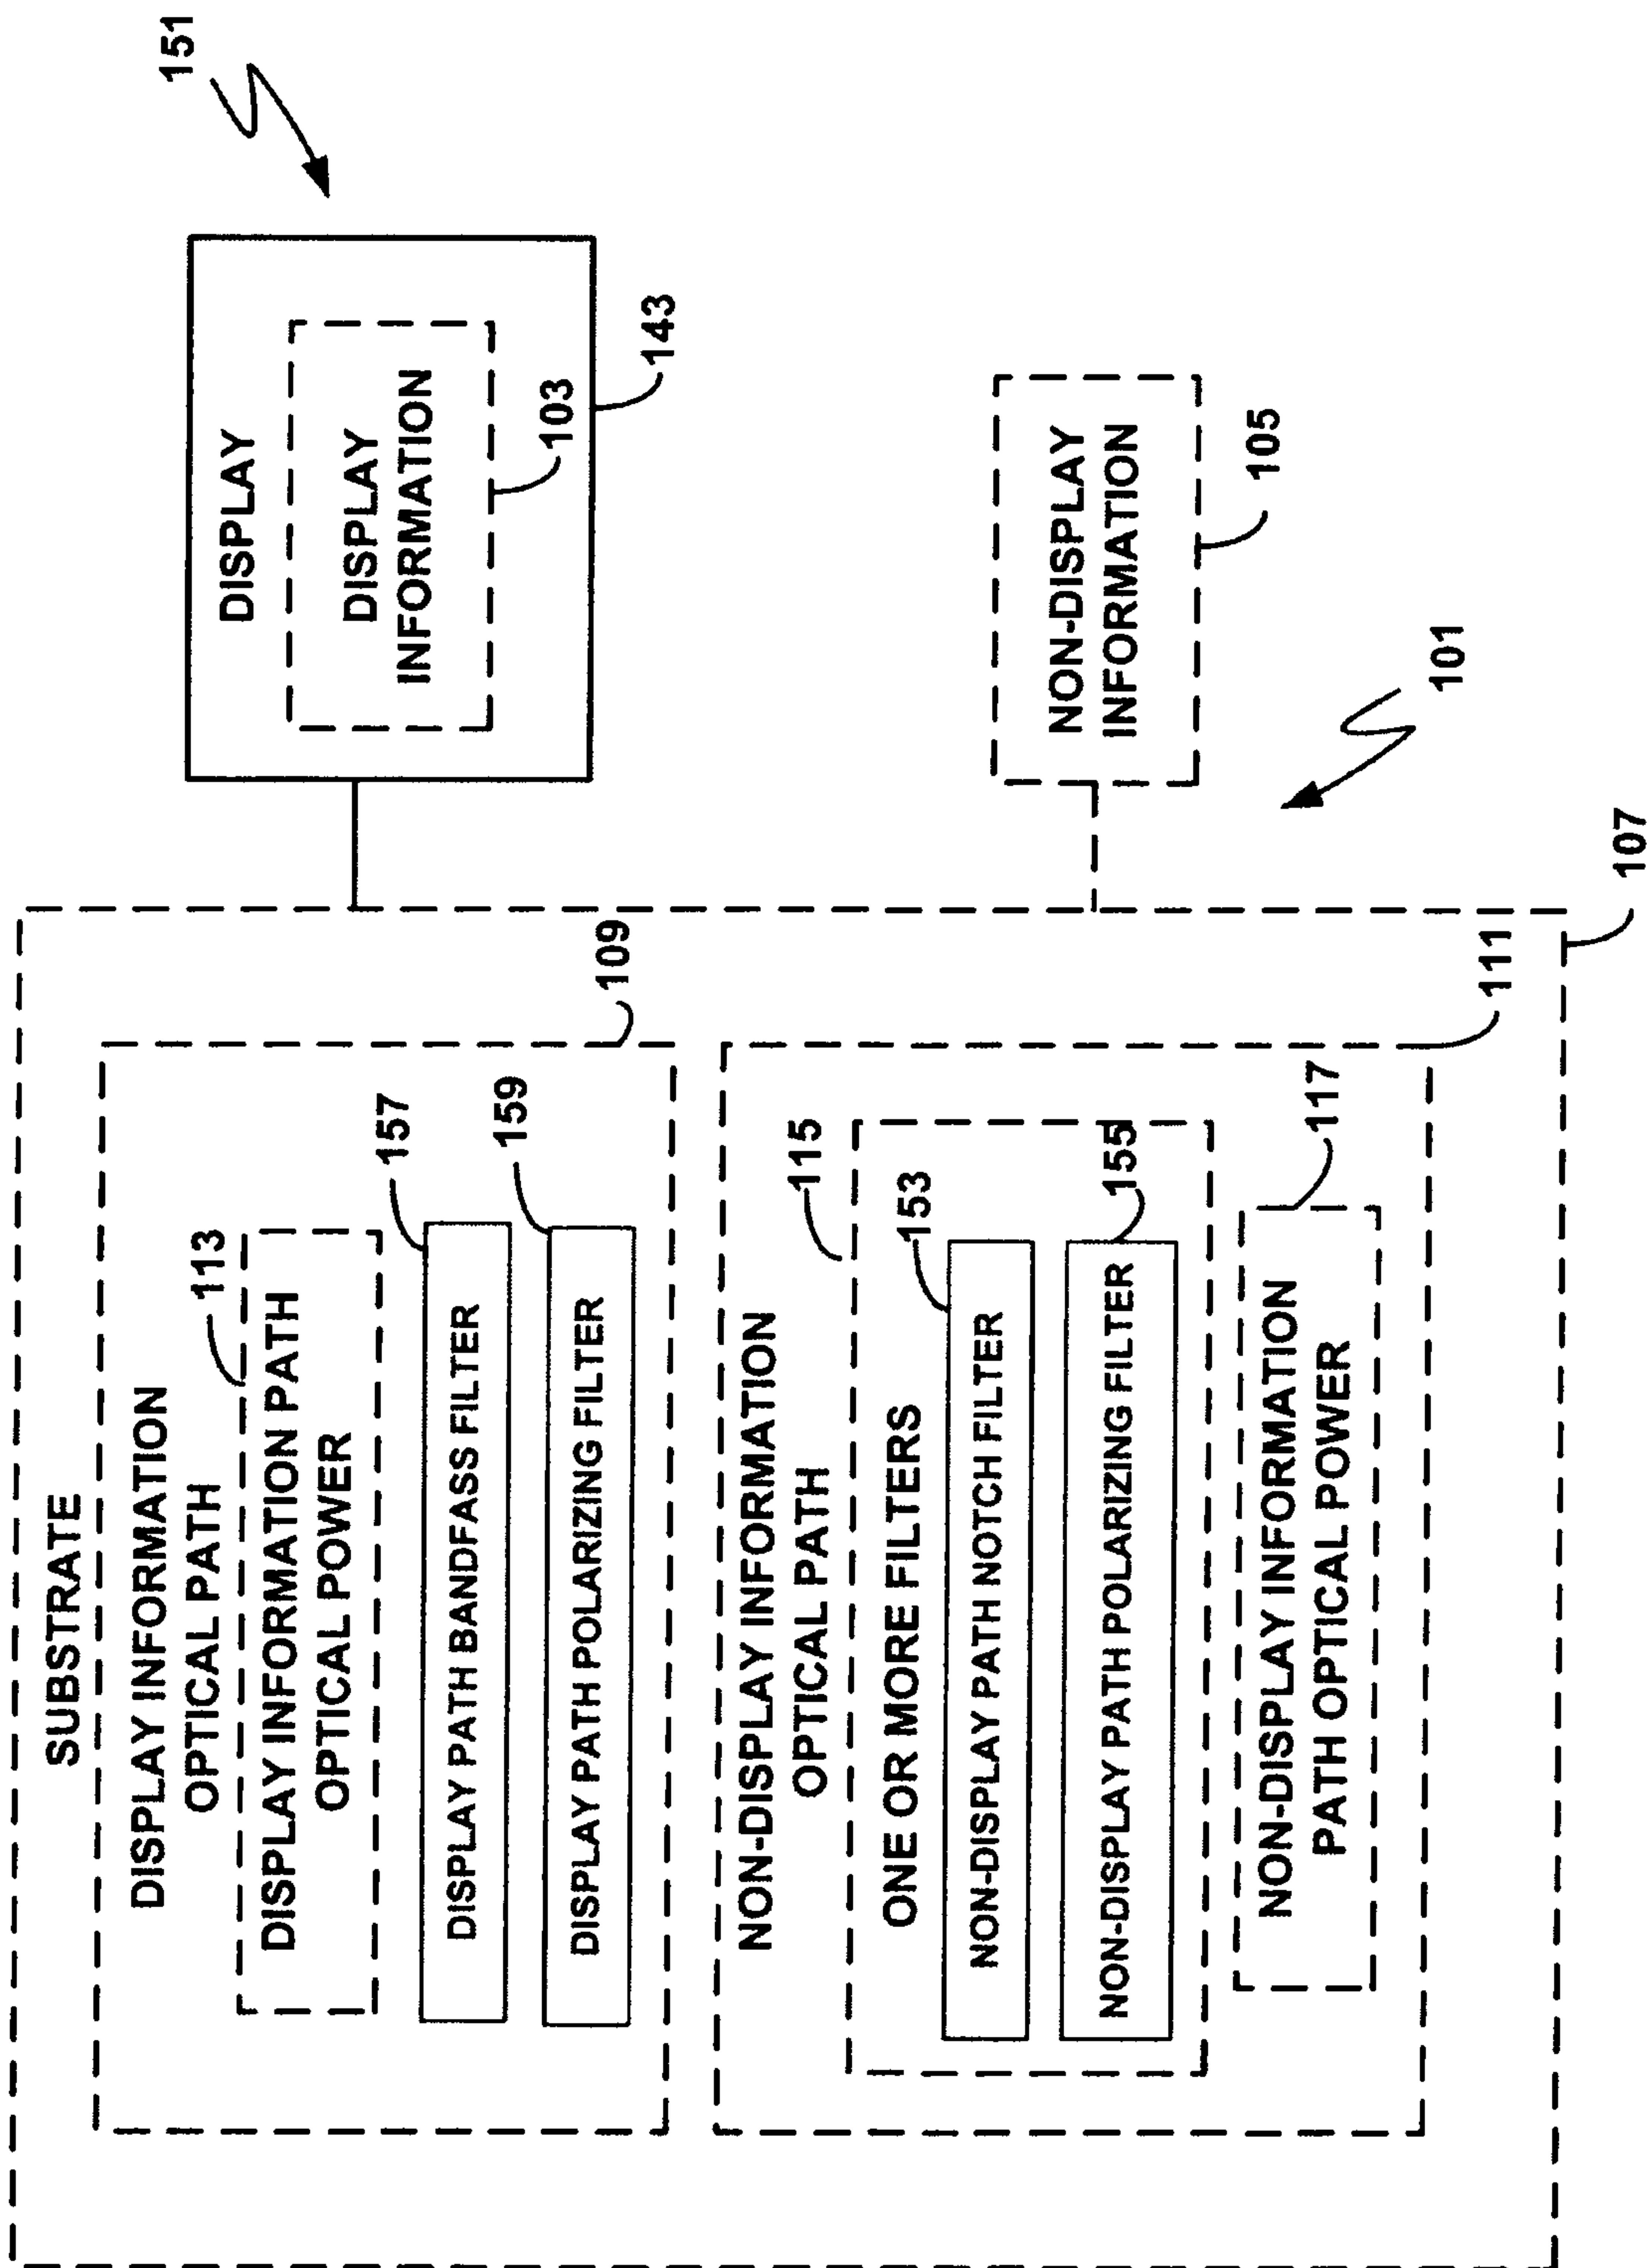 SUBSTRATE
DISPLAY INFORMATION
OPTICAL PATH
113
DISPLAY INFORMATION PATH
OPTICAL POWER
157
DISPLAY PATH BANDFASS FILTER
159
DISPLAY PATH POLARIZING FILTER
109
NON-DISPLAY INFORMATION
OPTICAL PATH
115
ONE OR MORE FILTERS
153
NON-DISPLAY PATH NOTCH FILTER
155
NON-DISPLAY PATH POLARIZING FILTER
117
NON-DISPLAY INFORMATION
PATH OPTICAL POWER
111
107
151
DISPLAY
DISPLAY
INFORMATION
103
143
NON-DISPLAY
INFORMATION
105
101